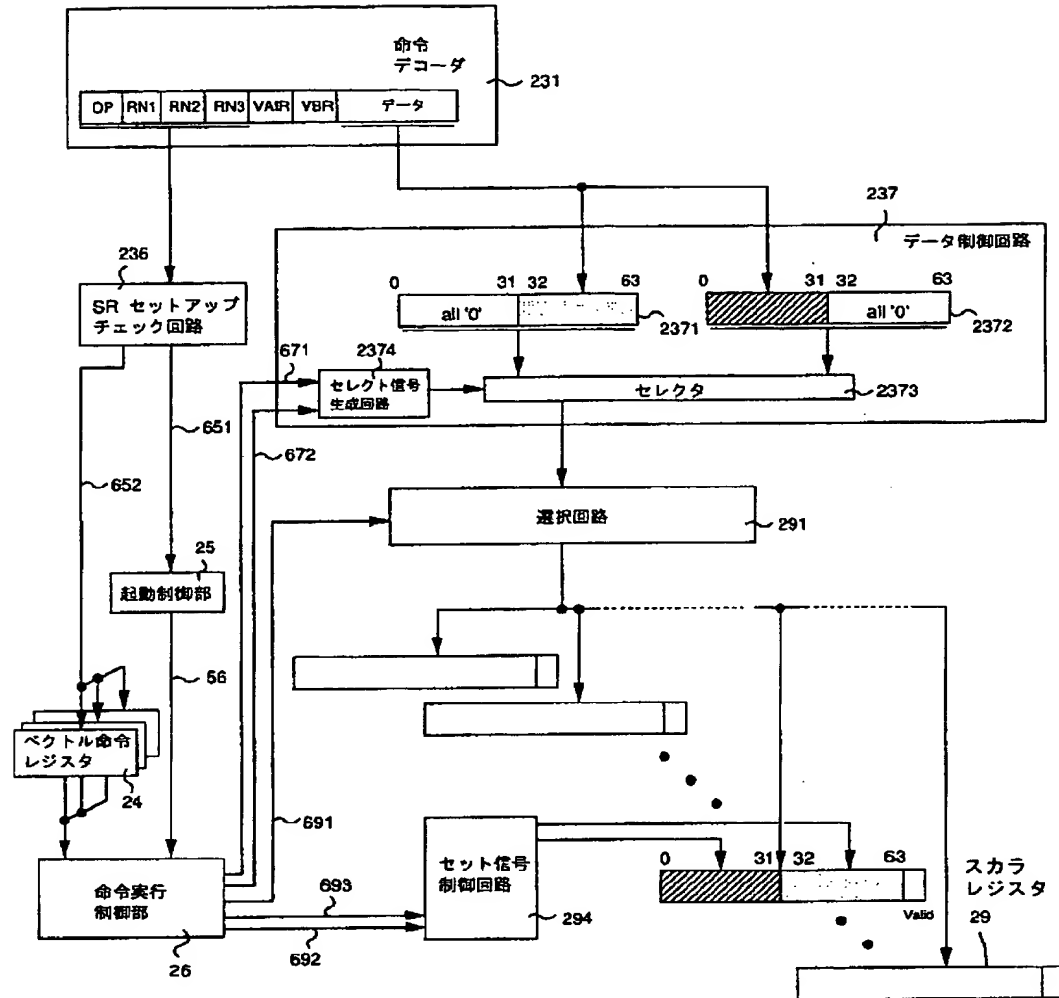 命令
デコーダ
231
OP RN1 RN2 RN3 VAIR VBR データ
237
データ制御回路
236
SR セットアップ
チェック回路
0 31 32 63
all '0'
2371
0 31 32 63
all '0'
2372
671
2374
セレクト信号
生成回路
セレクタ
2373
651
672
652
選択回路
291
25
起動制御部
56
ベクトル命令
レジスタ
24
691
命令実行
制御部
26
693
692
セット信号
制御回路
294
0 31 32 63
Valid
スカラ
レジスタ
29